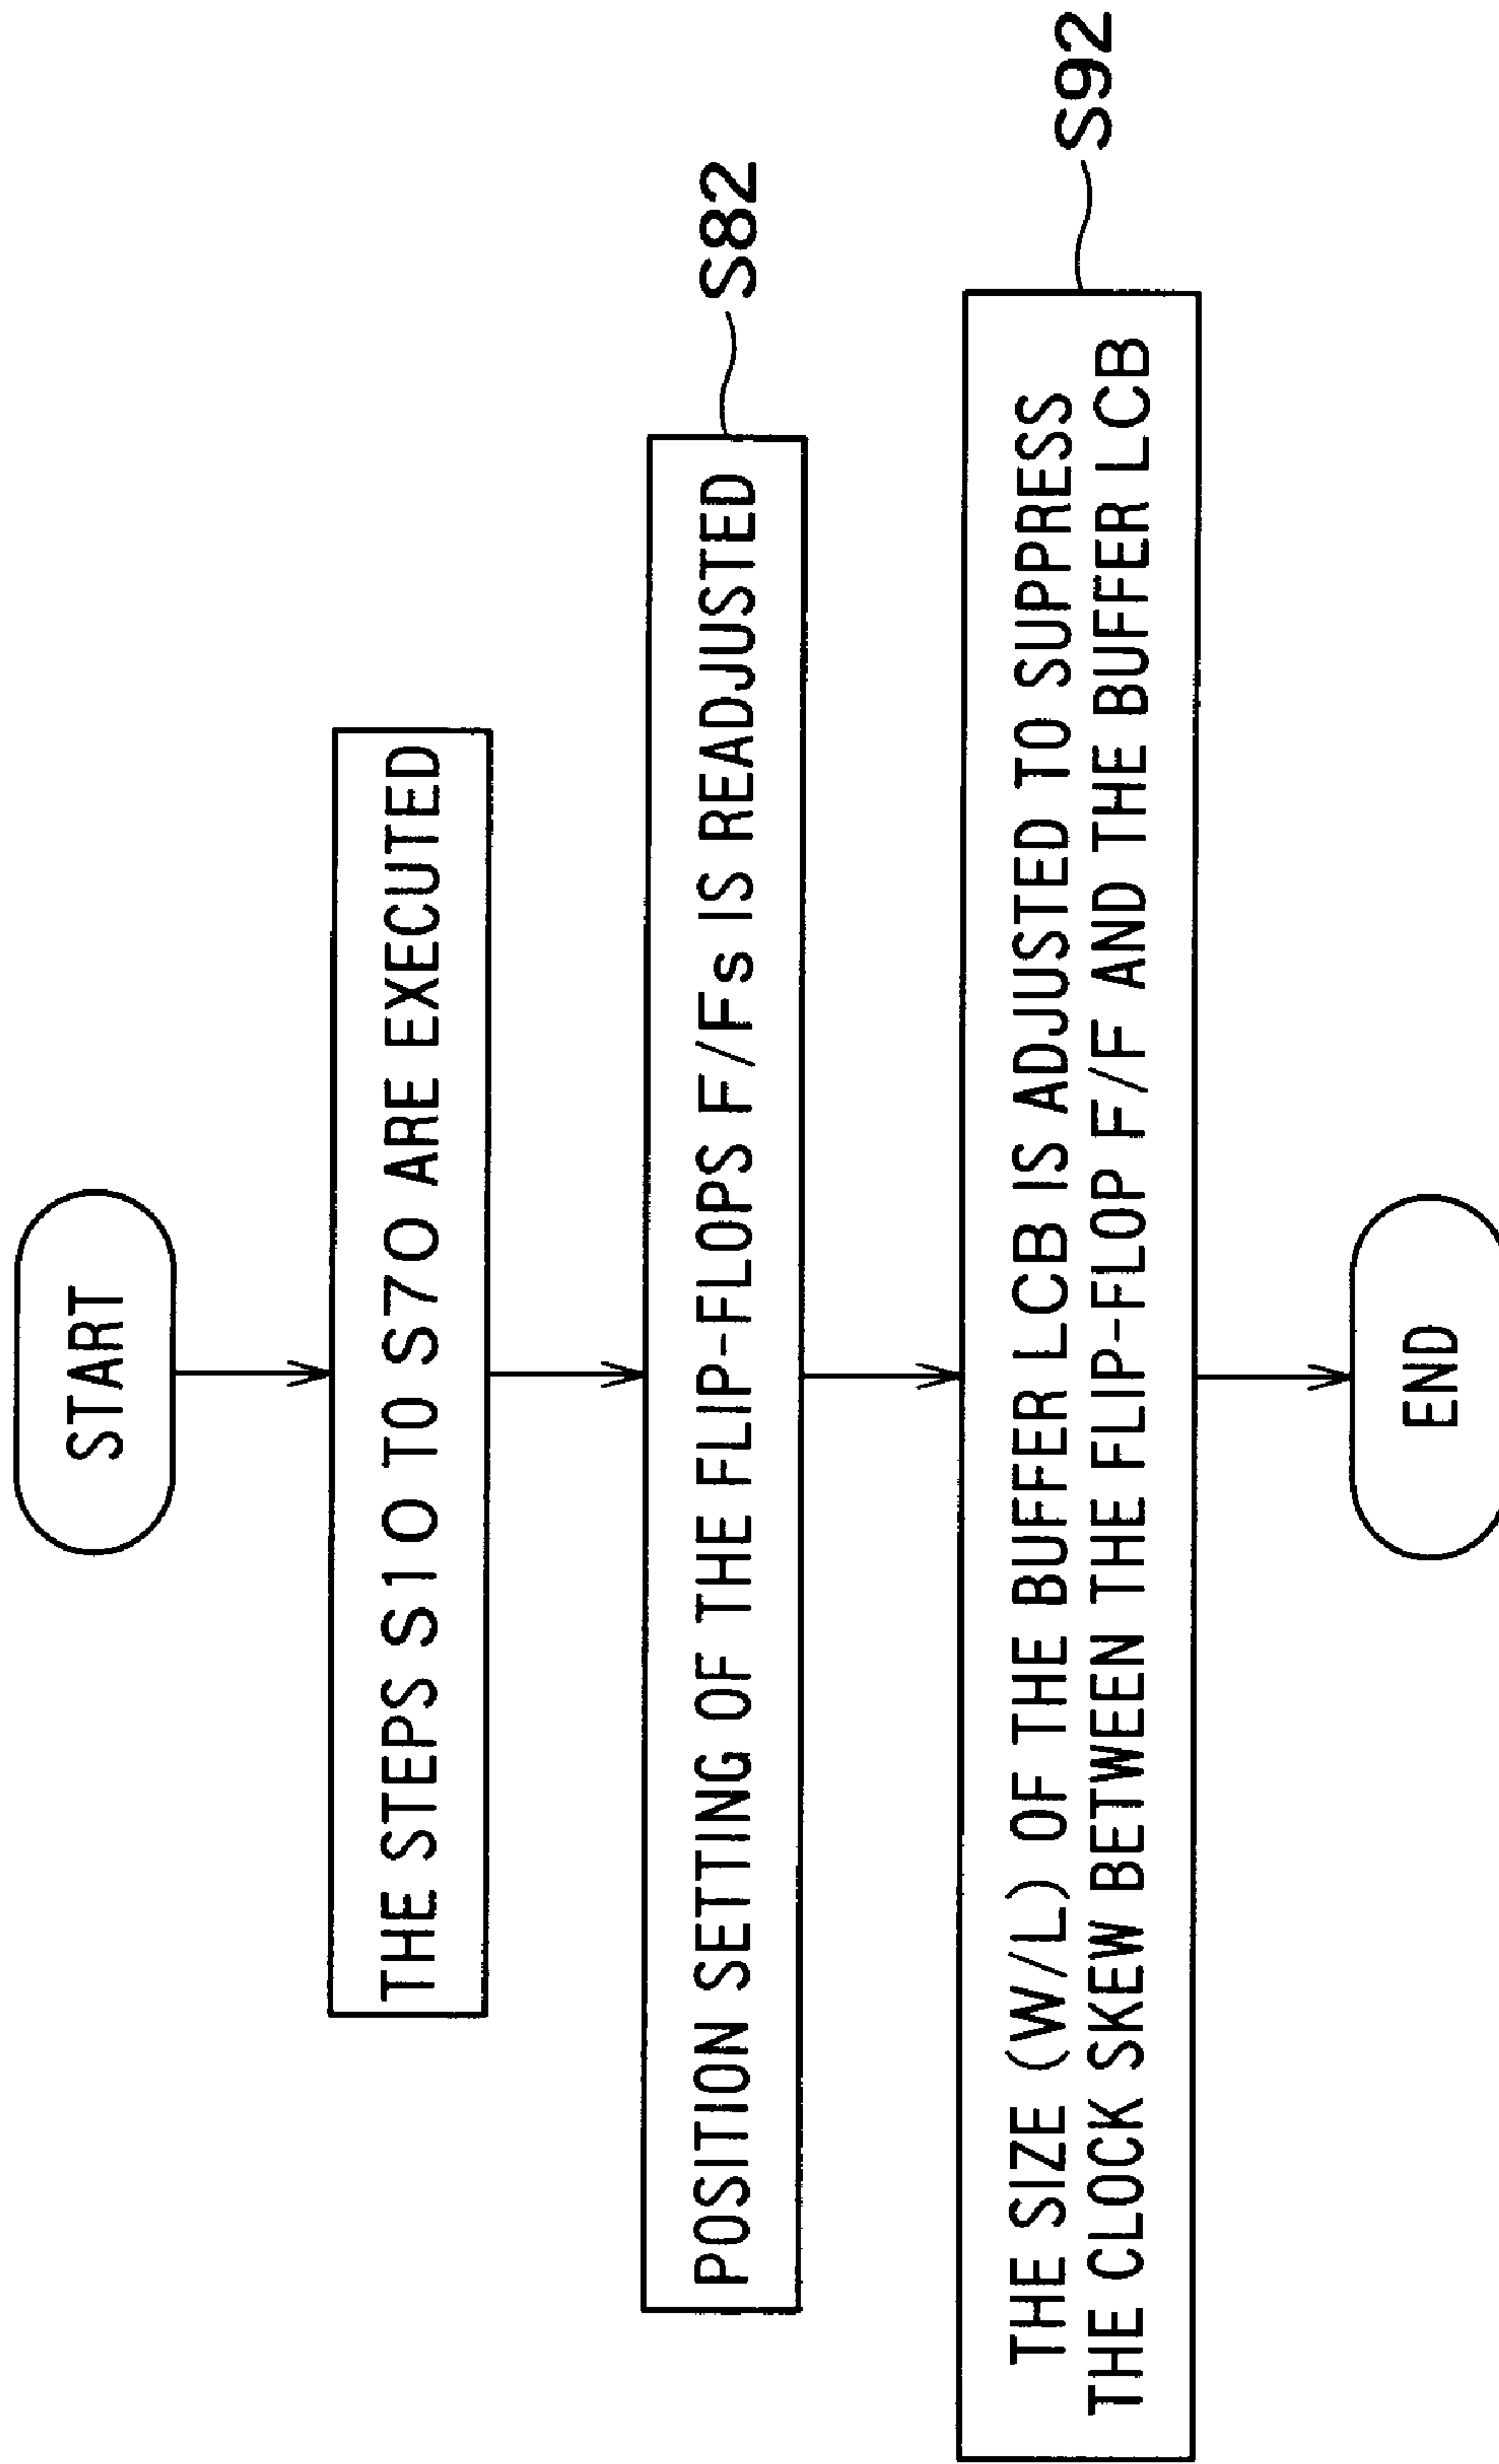 START
THE STEPS S10 TO S70 ARE EXECUTED
POSITION SETTING OF THE FLIP-FLOPS F/Fs IS READJUSTED
S82
THE SIZE (W/L) OF THE BUFFER LCB IS ADJUSTED TO SUPPRESS
THE CLOCK SKEW BETWEEN THE FLIP-FLOP F/F AND THE BUFFER LCB
S92
END